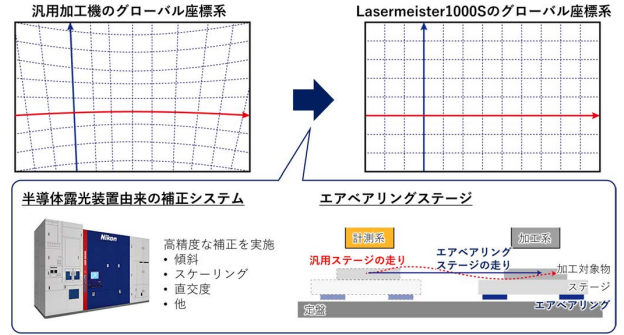 汎用加工機のグローバル座標系
Lasermeister1000Sのグローバル座標系
半導体露光装置由来の補正システム
Nikon
高精度な補正を実施
• 傾斜
• スケーリング
• 直交度
• 他
エアベアリングステージ
計測系
加工系
汎用ステージの走り
エアベアリング
ステージの走り
加工対象物
ステージ
エアベアリング
定盤